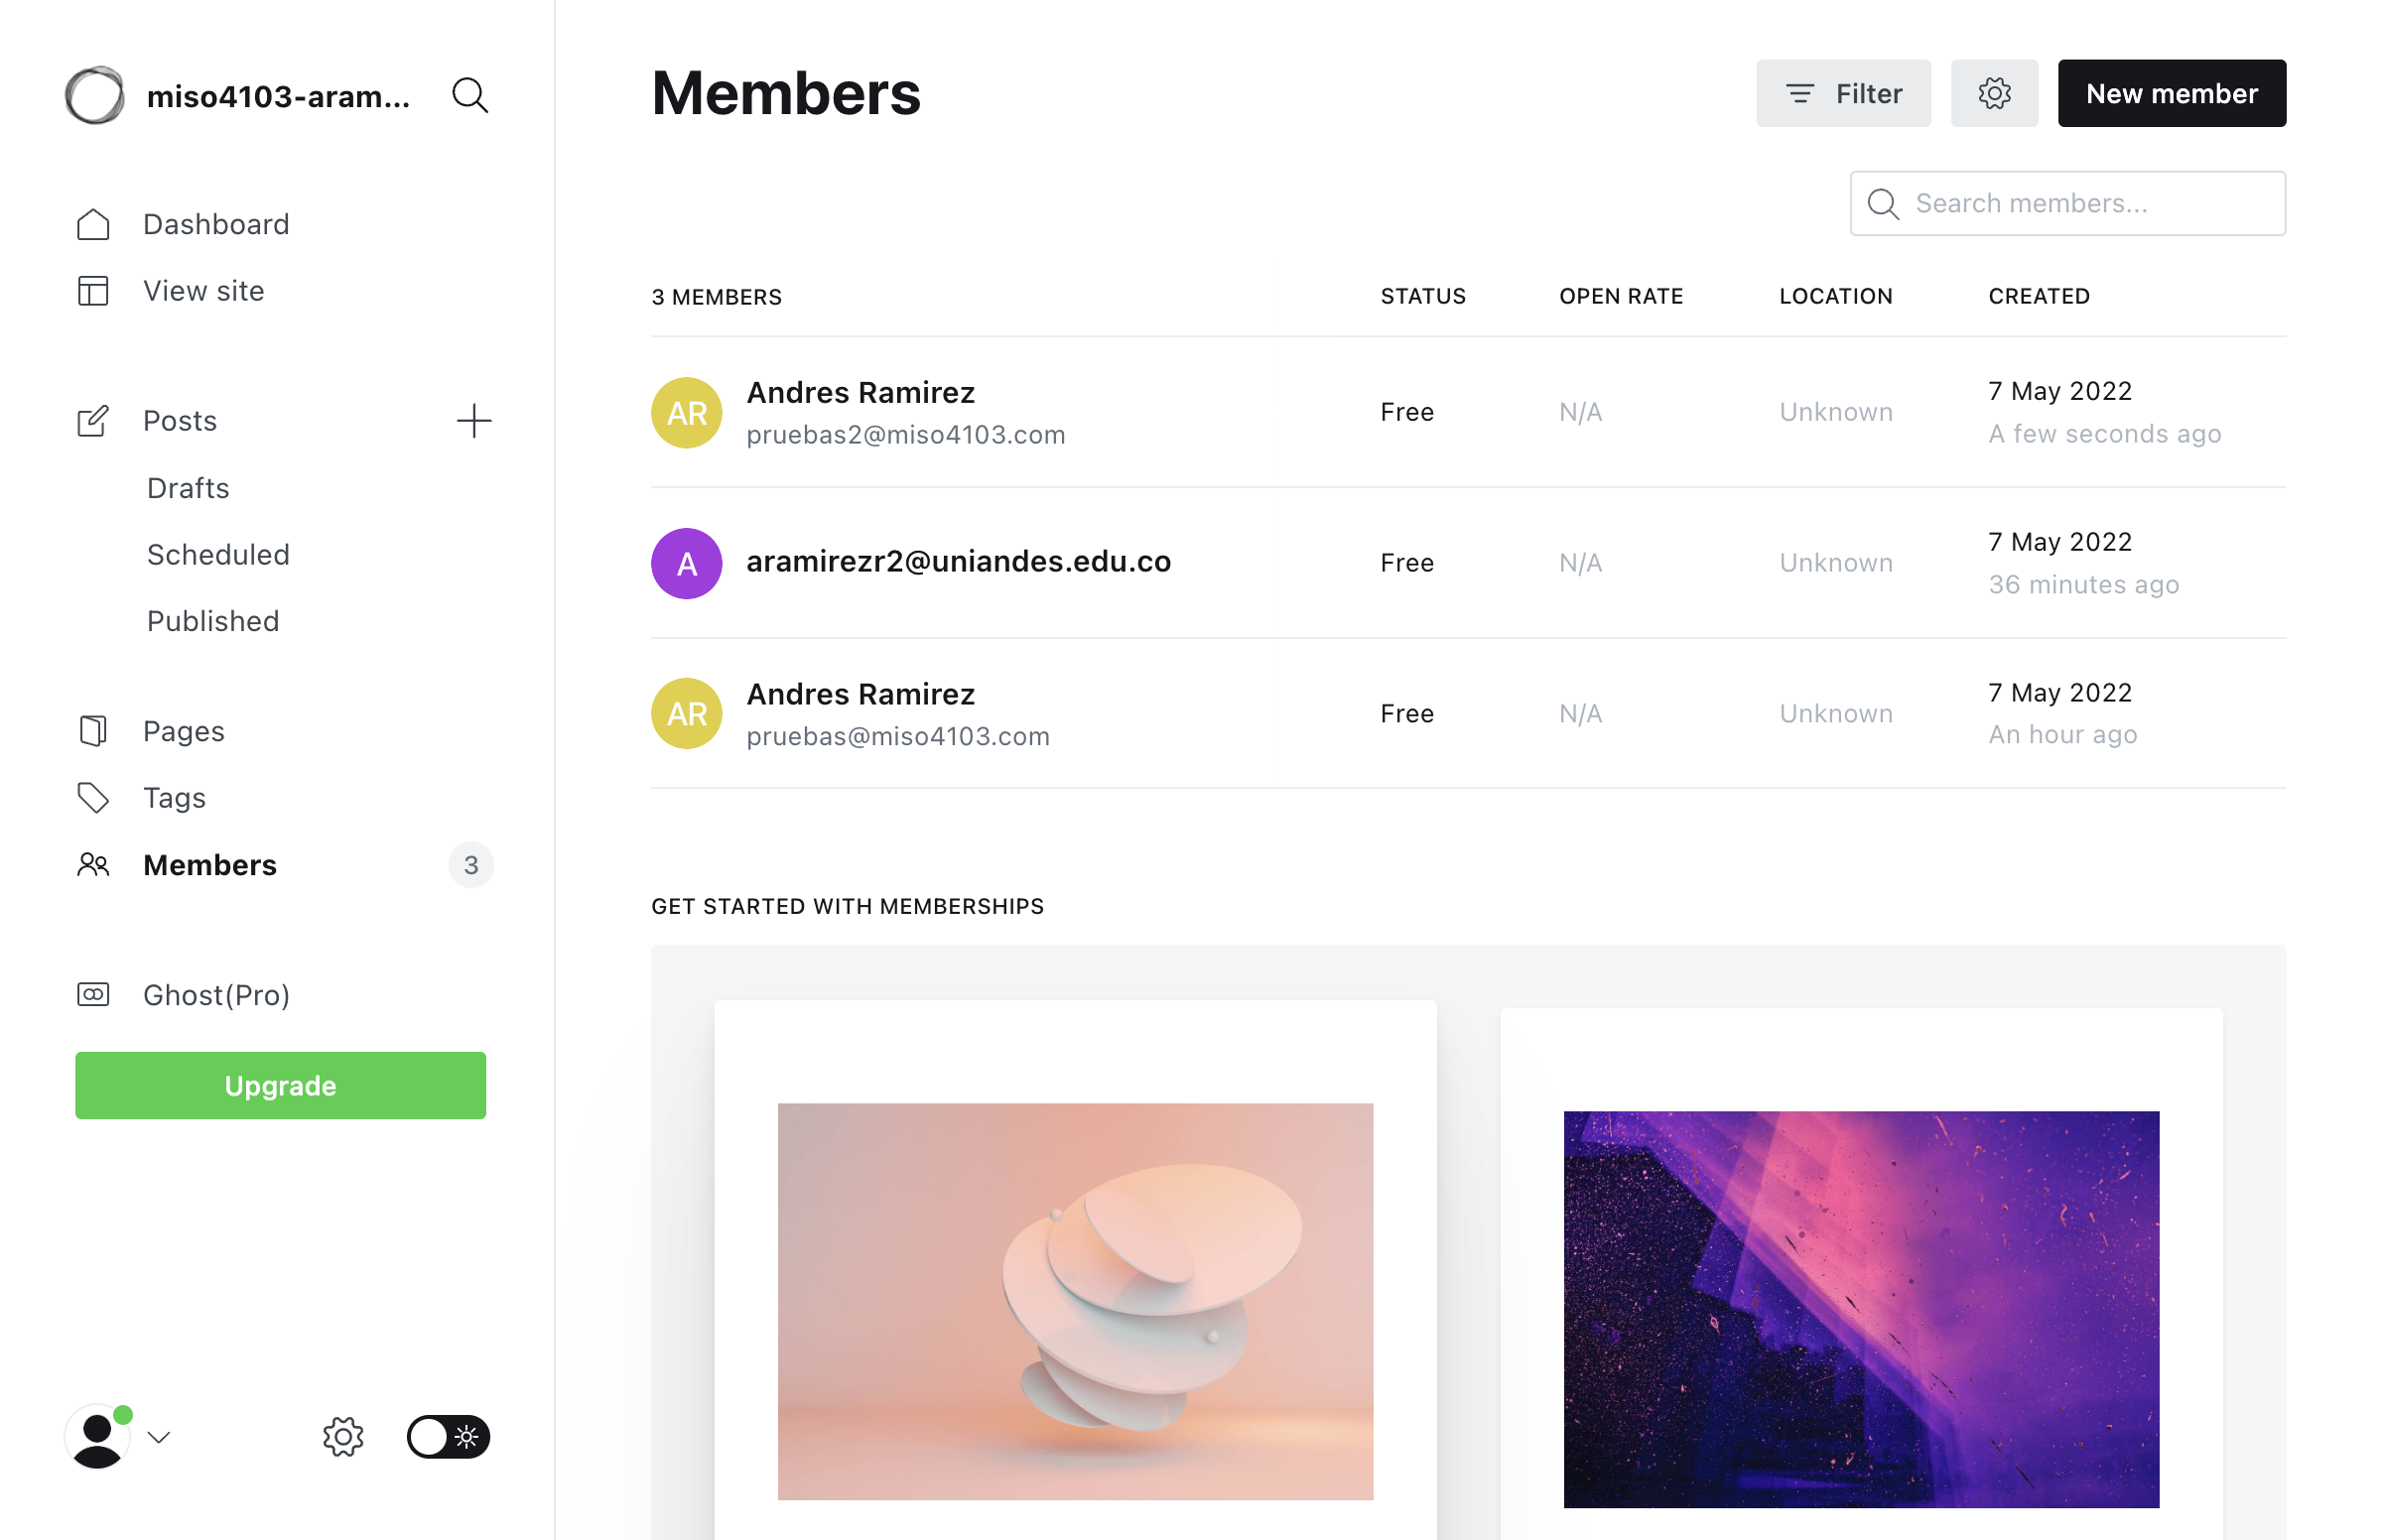 miso4103-aram...
Dashboard
View site
Posts
Drafts
Scheduled
Published
Pages
Tags
Members
3
Ghost(Pro)
Upgrade
Members
Filter
New member
Search members...
3 MEMBERS STATUS OPEN RATE LOCATION CREATED
AR Andres Ramirez
pruebas2@miso4103.com
Free N/A Unknown
7 May 2022
A few seconds ago
A aramirezr2@uniandes.edu.co
Free N/A Unknown
7 May 2022
36 minutes ago
AR Andres Ramirez
pruebas@miso4103.com
Free N/A Unknown
7 May 2022
An hour ago
GET STARTED WITH MEMBERSHIPS